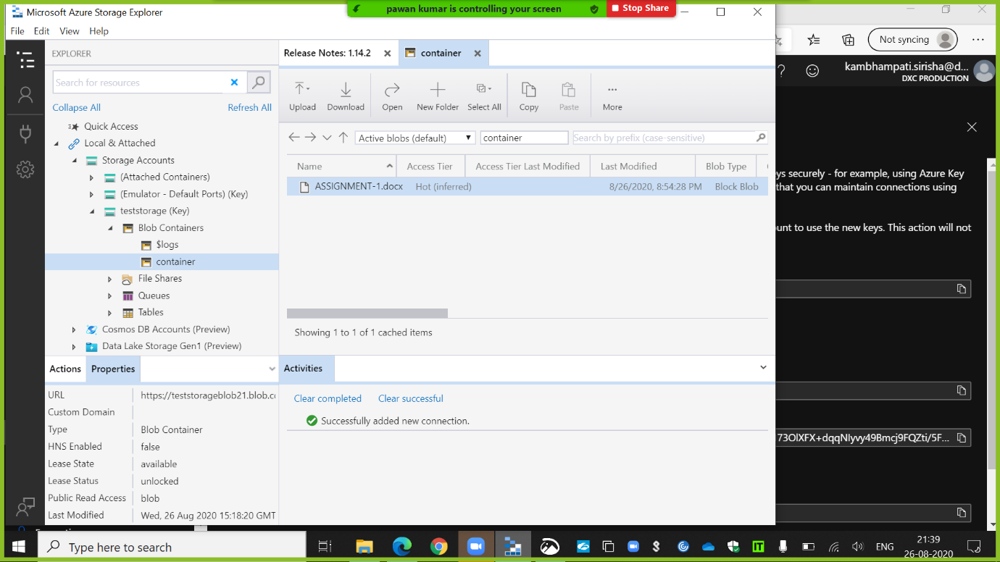 Microsoft Azure Storage Explorer
pawan kumar is controlling your screen
Stop Share
File Edit View Help
Not syncing
kambhampati.sirisha@d...
DXC PRODUCTION
EXPLORER
Search for resources
Collapse All Refresh All
Quick Access
Local & Attached
Storage Accounts
(Attached Containers)
(Emulator - Default Ports) (Key)
teststorage (Key)
Blob Containers
$logs
container
File Shares
Queues
Tables
Cosmos DB Accounts (Preview)
Data Lake Storage Gen1 (Preview)
Actions Properties
URL https://teststorageblob21.blob.c
Custom Domain
Type Blob Container
HNS Enabled false
Lease State available
Lease Status unlocked
Public Read Access blob
Last Modified Wed, 26 Aug 2020 15:18:20 GMT
Release Notes: 1.14.2 container
Upload Download Open New Folder Select All Copy Paste More
Active blobs (default) container Search by prefix (case-sensitive)
Name Access Tier Access Tier Last Modified Last Modified Blob Type
ASSIGNMENT-1.docx Hot (inferred) 8/26/2020, 8:54:28 PM Block Blob
Showing 1 to 1 of 1 cached items
Activities
Clear completed Clear successful
Successfully added new connection.
ys securely - for example, using Azure Key
that you can maintain connections using
unt to use the new keys. This action will not
73OlXFX+dqqNIyvy49Bmcj9FQZti/5F...
Type here to search
ENG
21:39
26-08-2020